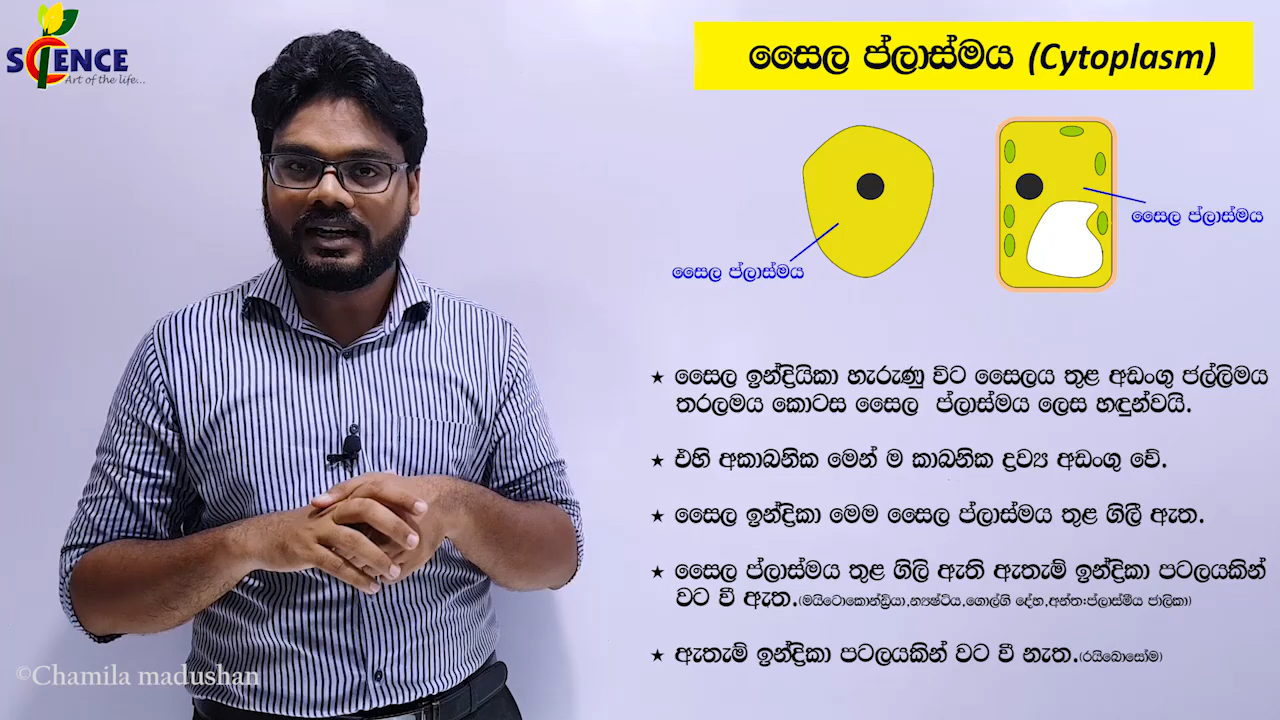 SCIENCE
Art of the life...
සෛල ප්ලාස්මය (Cytoplasm)
සෛල ප්ලාස්මය
සෛල ප්ලාස්මය
★ සෛල ඉන්ද්‍රියිකා හැරුණු විට සෛලය තුළ අඩංගු ජල්ලිමය
තරලමය කොටස සෛල ප්ලාස්මය ලෙස හඳුන්වයි.
★ එහි අකාබනික මෙන් ම කාබනික ද්‍රව්‍ය අඩංගු වේ.
★ සෛල ඉන්ද්‍රිකා මෙම සෛල ප්ලාස්මය තුළ ගිලී ඇත.
★ සෛල ප්ලාස්මය තුළ ගිලි ඇති ඇතැම් ඉන්ද්‍රිකා පටලයකින්
වට වී ඇත.(මයිටොකොන්ඩ්‍රියා,න්‍යෂ්ටිය,ගොල්ගි දේහ,අන්තඃප්ලාස්මීය ජාලිකා)
★ ඇතැම් ඉන්ද්‍රිකා පටලයකින් වට වී නැත.(රයිබොසෝම)
©Chamila madushan